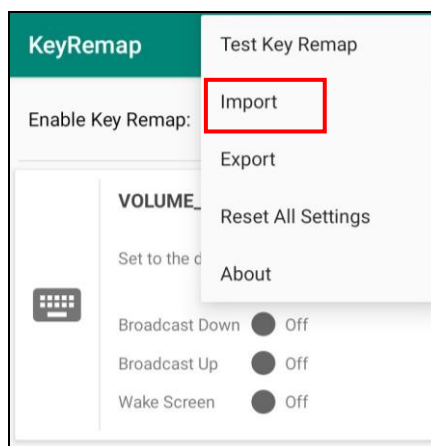 KeyRemap
Test Key Remap
Import
Enable Key Remap:
Export
VOLUME_
Reset All Settings
Set to the
About
Broadcast Down Off
Broadcast Up Off
Wake Screen Off